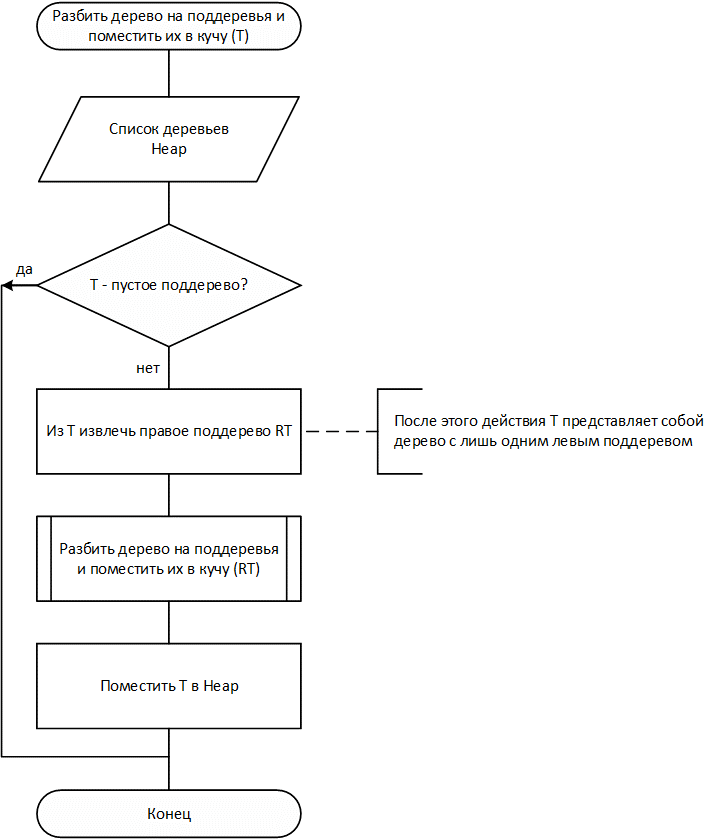 Разбить дерево на поддеревья и
поместить их в кучу (T)
Список деревьев
Heap
да
T - пустое поддерево?
нет
Из T извлечь правое поддерево RT
После этого действия T представляет собой
дерево с лишь одним левым поддеревом
Разбить дерево на поддеревья
и поместить их в кучу (RT)
Поместить T в Heap
Конец